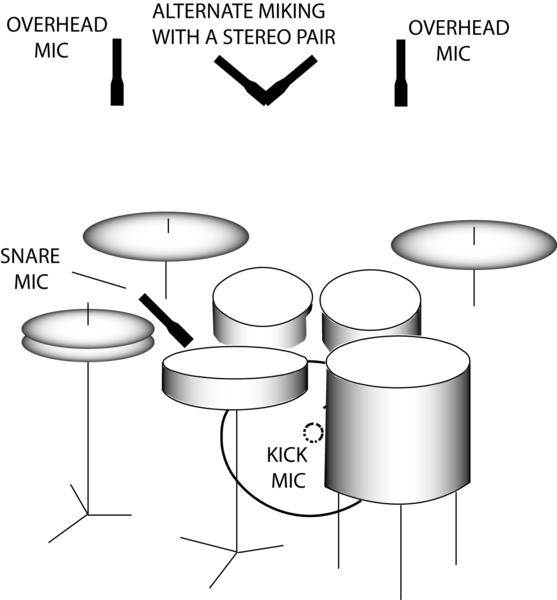 OVERHEAD
MIC
ALTERNATE MIKING
WITH A STEREO PAIR
OVERHEAD
MIC
SNARE
MIC
KICK
MIC